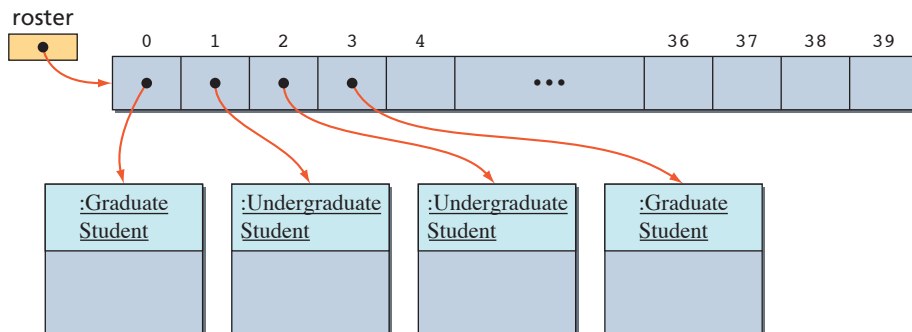 roster
0 1 2 3 4 ... 36 37 38 39
:Graduate
Student
:Undergraduate
Student
:Undergraduate
Student
:Graduate
Student